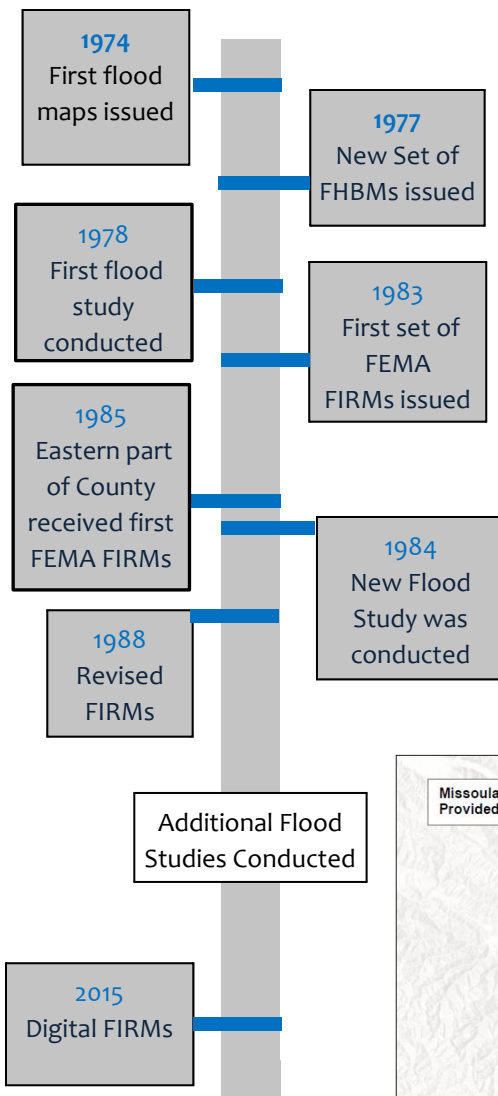 1974
First flood
maps issued
1977
New Set of
FHBMs issued
1978
First flood
study
conducted
1983
First set of
FEMA
FIRMs issued
1985
Eastern part
of County
received first
FEMA FIRMs
1984
New Flood
Study was
conducted
1988
Revised
FIRMs
Missoula
Provided
Additional Flood
Studies Conducted
2015
Digital FIRMs